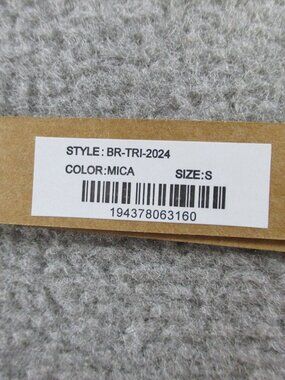 STYLE: BR-TRI-2024
COLOR:MICA SIZE:S
194378063160